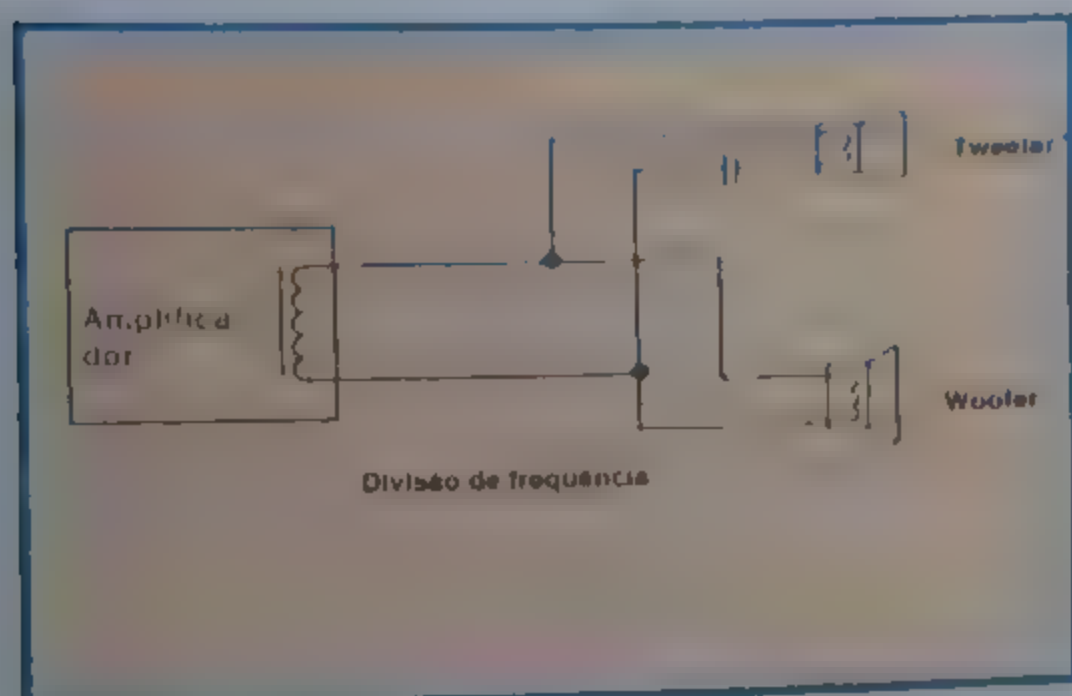 Tweeter
Amplifica
dor
Woofer
Divisão de frequência